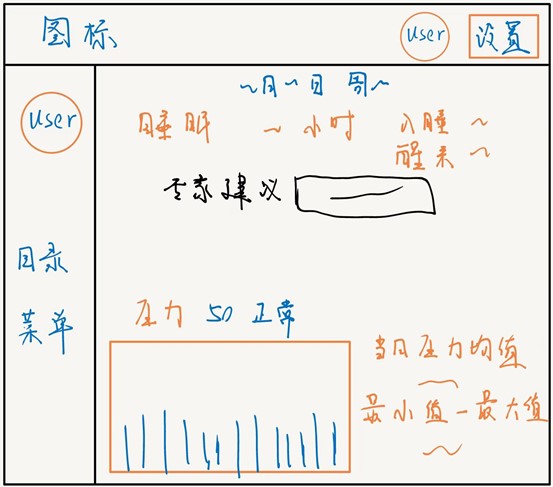 图标 user 设置
user
~月~日 周~
睡眠 ~小时 入睡~
醒来~
专家建议
目录
菜单
压力 50 正常
当日压力均值
~
最小值-最大值
~